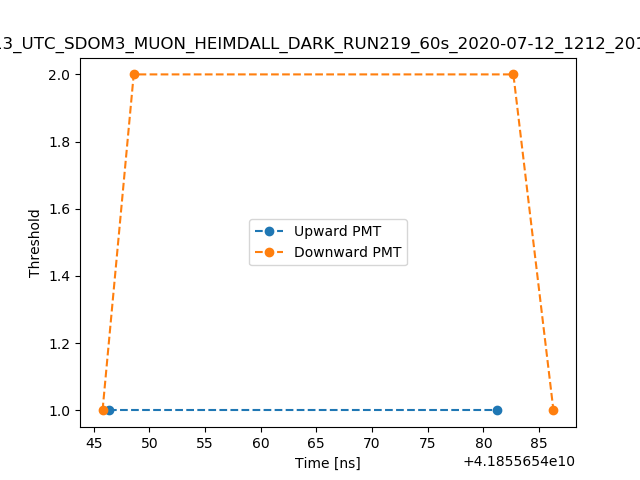 13_UTC_SDOM3_MUON_HEIMDALL_DARK_RUN219_60s_2020-07-12_1212_201
2.0
1.8
1.6
1.4
1.2
1.0
Threshold
Upward PMT
Downward PMT
45 50 55 60 65 70 75 80 85
Time [ns]
+4.1855654e10